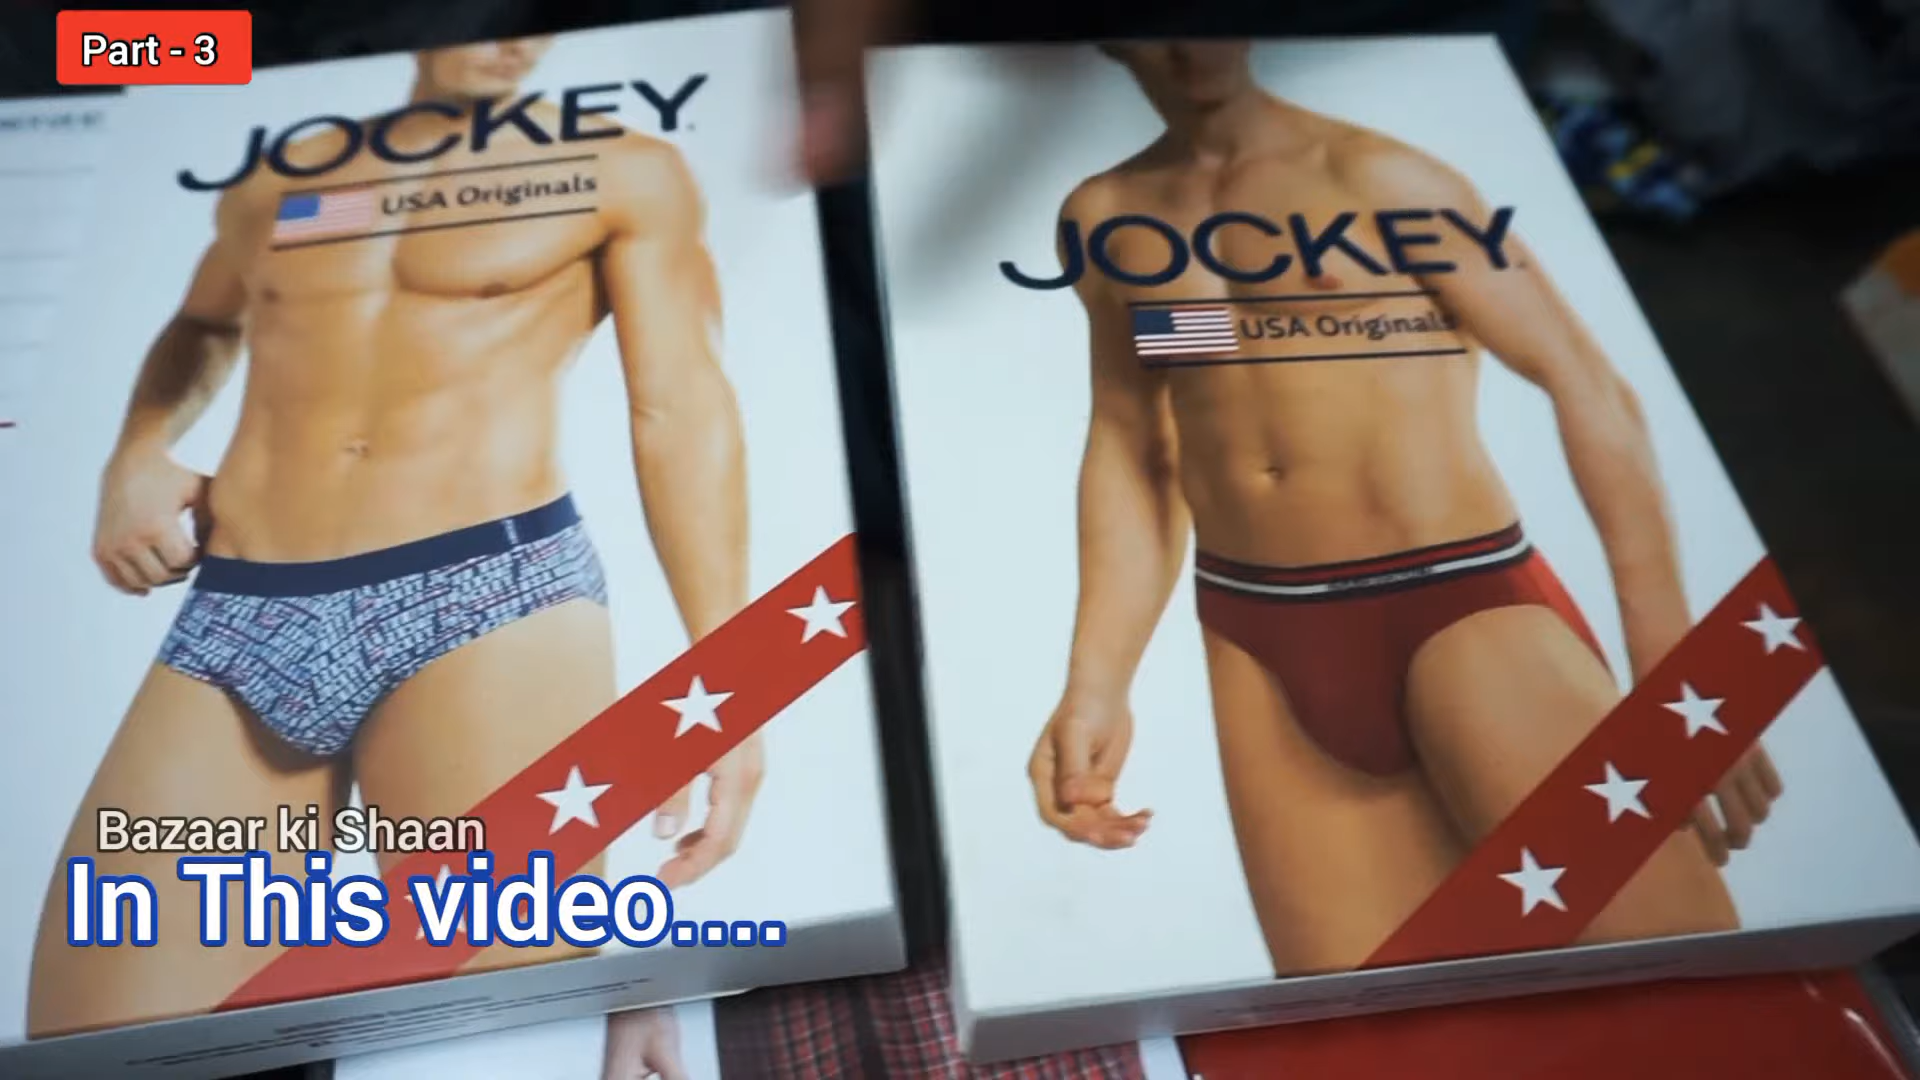 Part - 3
JOCKEY
USA Originals
JOCKEY
USA Originals
Bazaar ki Shaan
In This video....